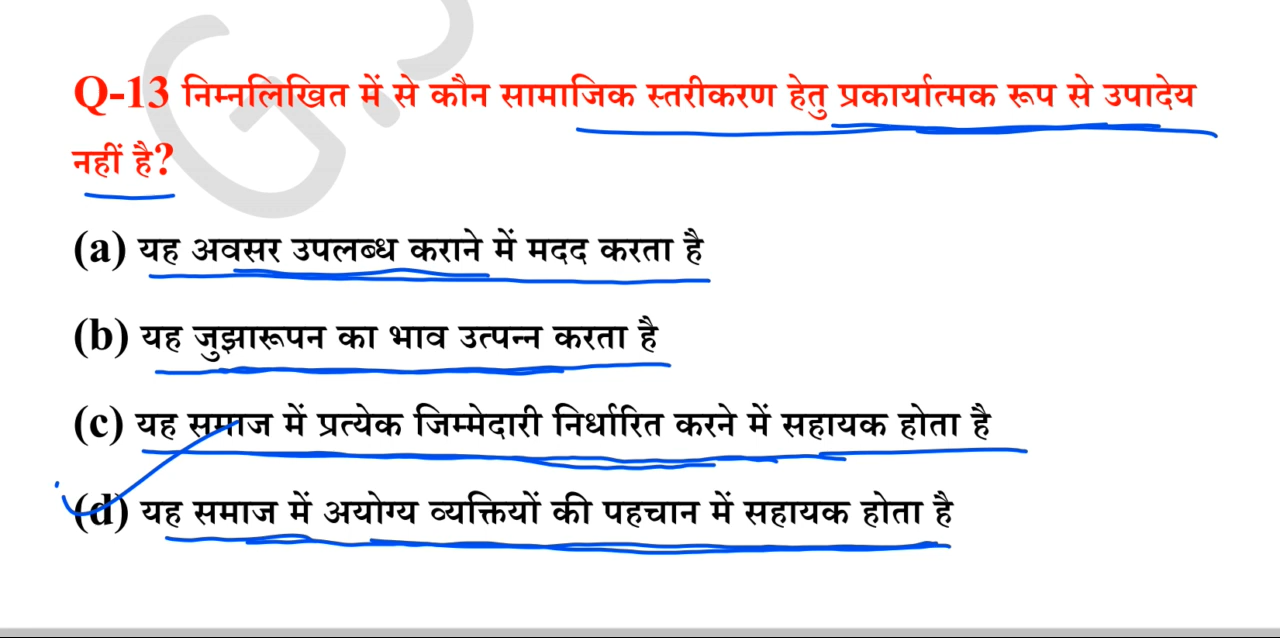 Q-13 निम्नलिखित में से कौन सामाजिक स्तरीकरण हेतु प्रकार्यात्मक रूप से उपादेय
नहीं है?
(a) यह अवसर उपलब्ध कराने में मदद करता है
(b) यह जुझारूपन का भाव उत्पन्न करता है
(c) यह समाज में प्रत्येक जिम्मेदारी निर्धारित करने में सहायक होता है
(d) यह समाज में अयोग्य व्यक्तियों की पहचान में सहायक होता है